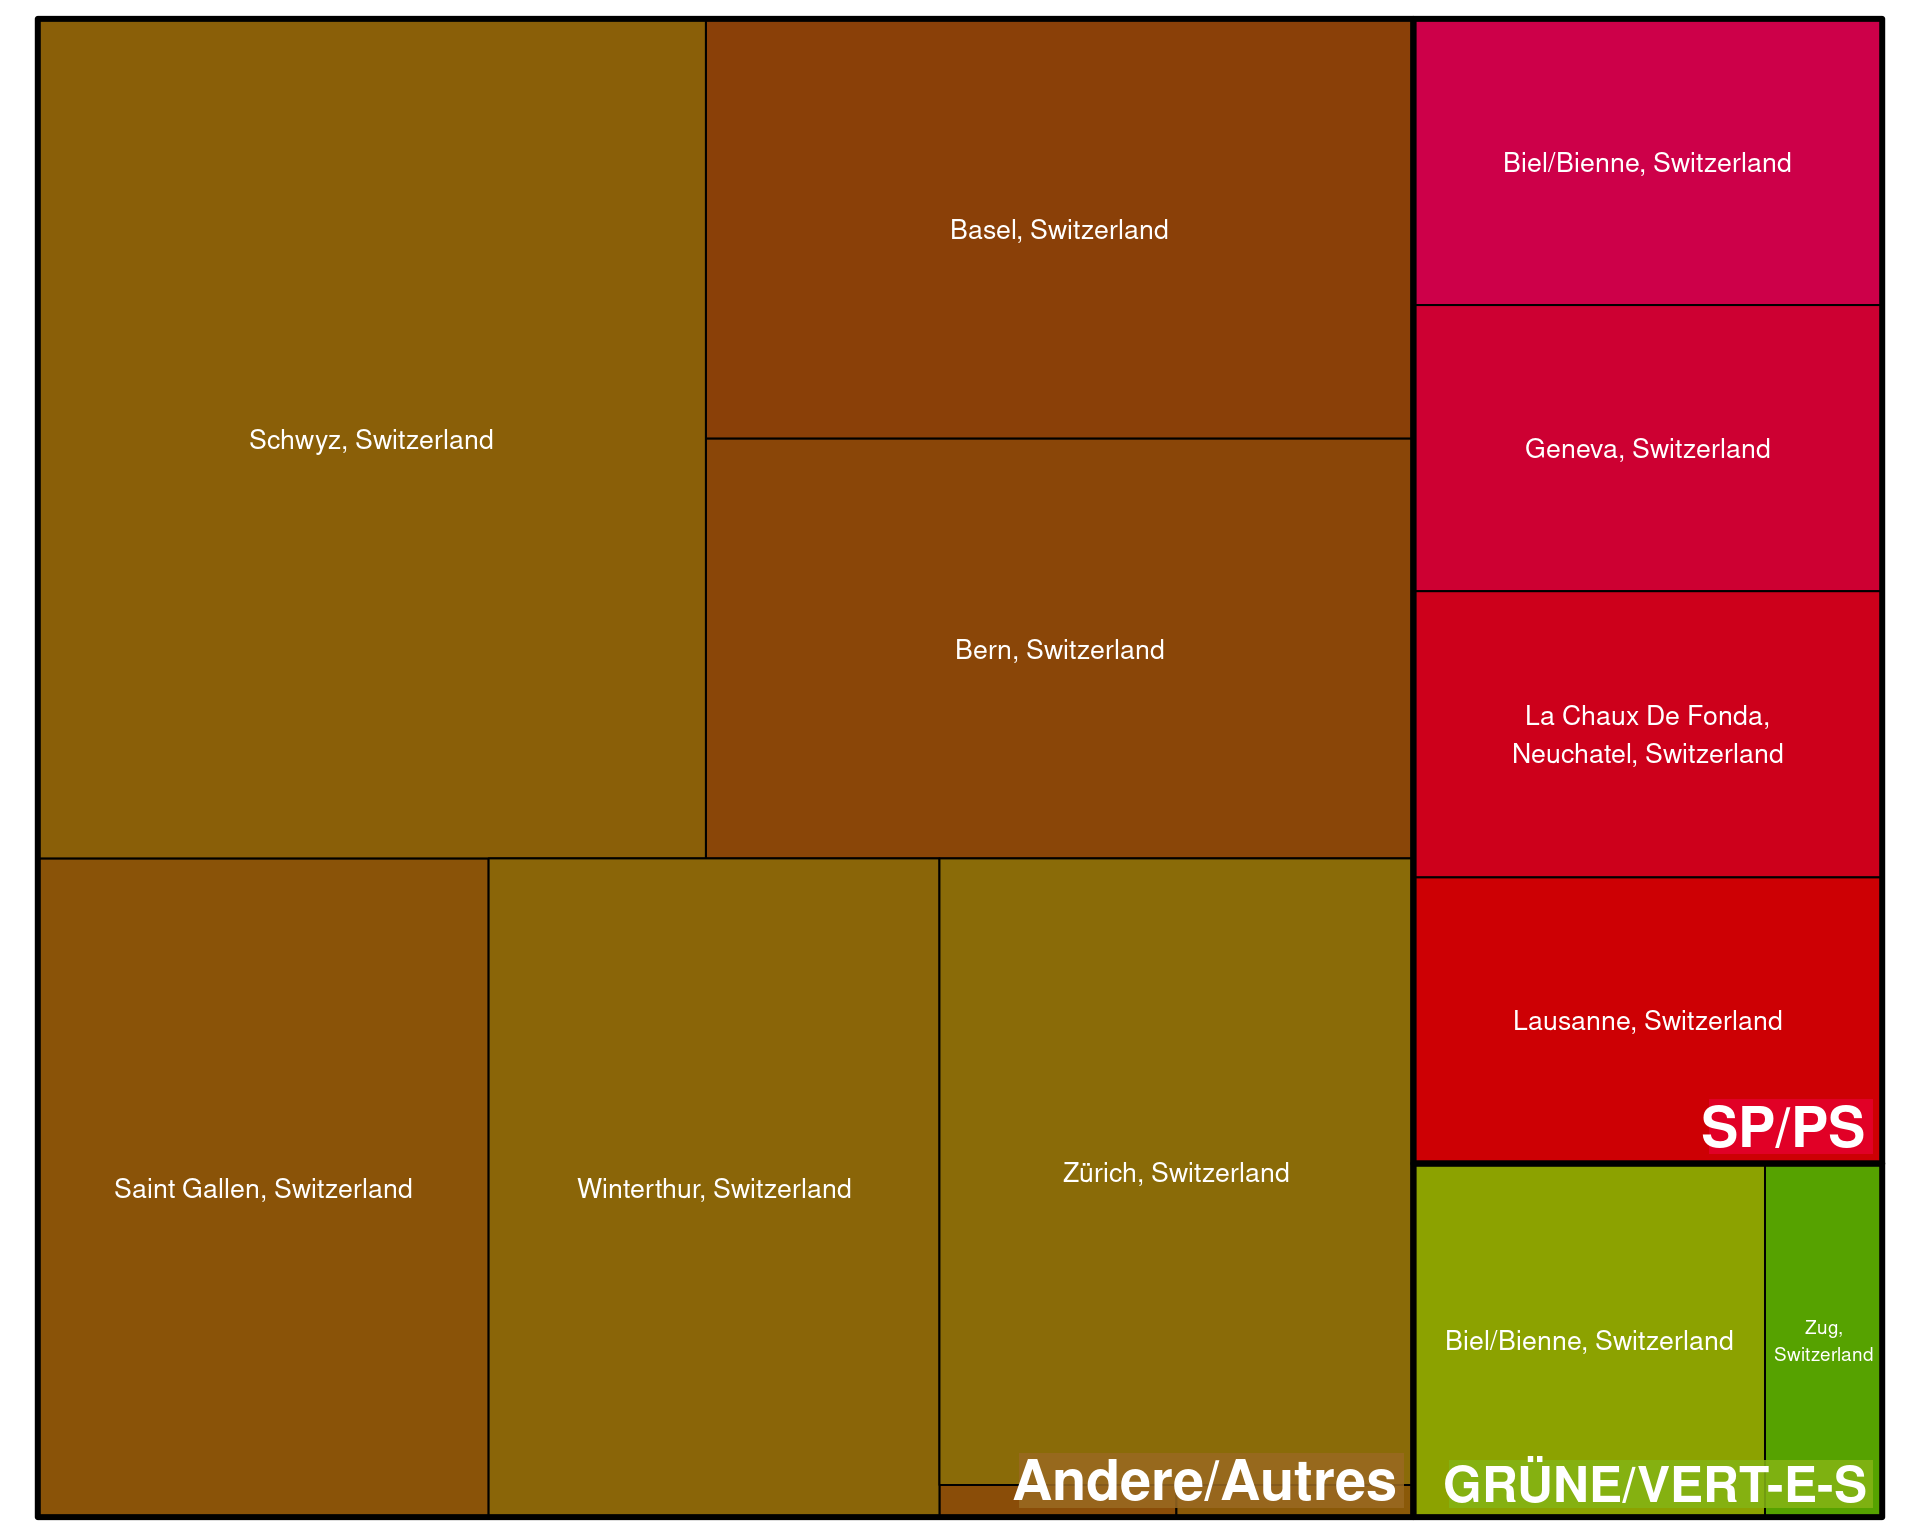 Schwyz, Switzerland
Basel, Switzerland
Bern, Switzerland
Saint Gallen, Switzerland
Winterthur, Switzerland
Zürich, Switzerland
Andere/Autres
Biel/Bienne, Switzerland
Geneva, Switzerland
La Chaux De Fonda,
Neuchatel, Switzerland
Lausanne, Switzerland
SP/PS
Biel/Bienne, Switzerland
Zug,
Switzerland
GRÜNE/VERT-E-S